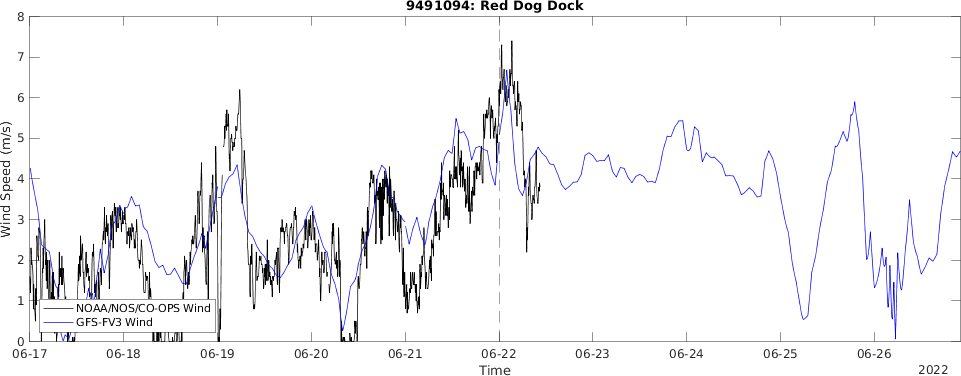 9491094: Red Dog Dock
8
7
6
5
4
3
2
1
0
Wind Speed (m/s)
NOAA/NOS/CO-OPS Wind
GFS-FV3 Wind
06-17 06-18 06-19 06-20 06-21 06-22 06-23 06-24 06-25 06-26
Time
2022